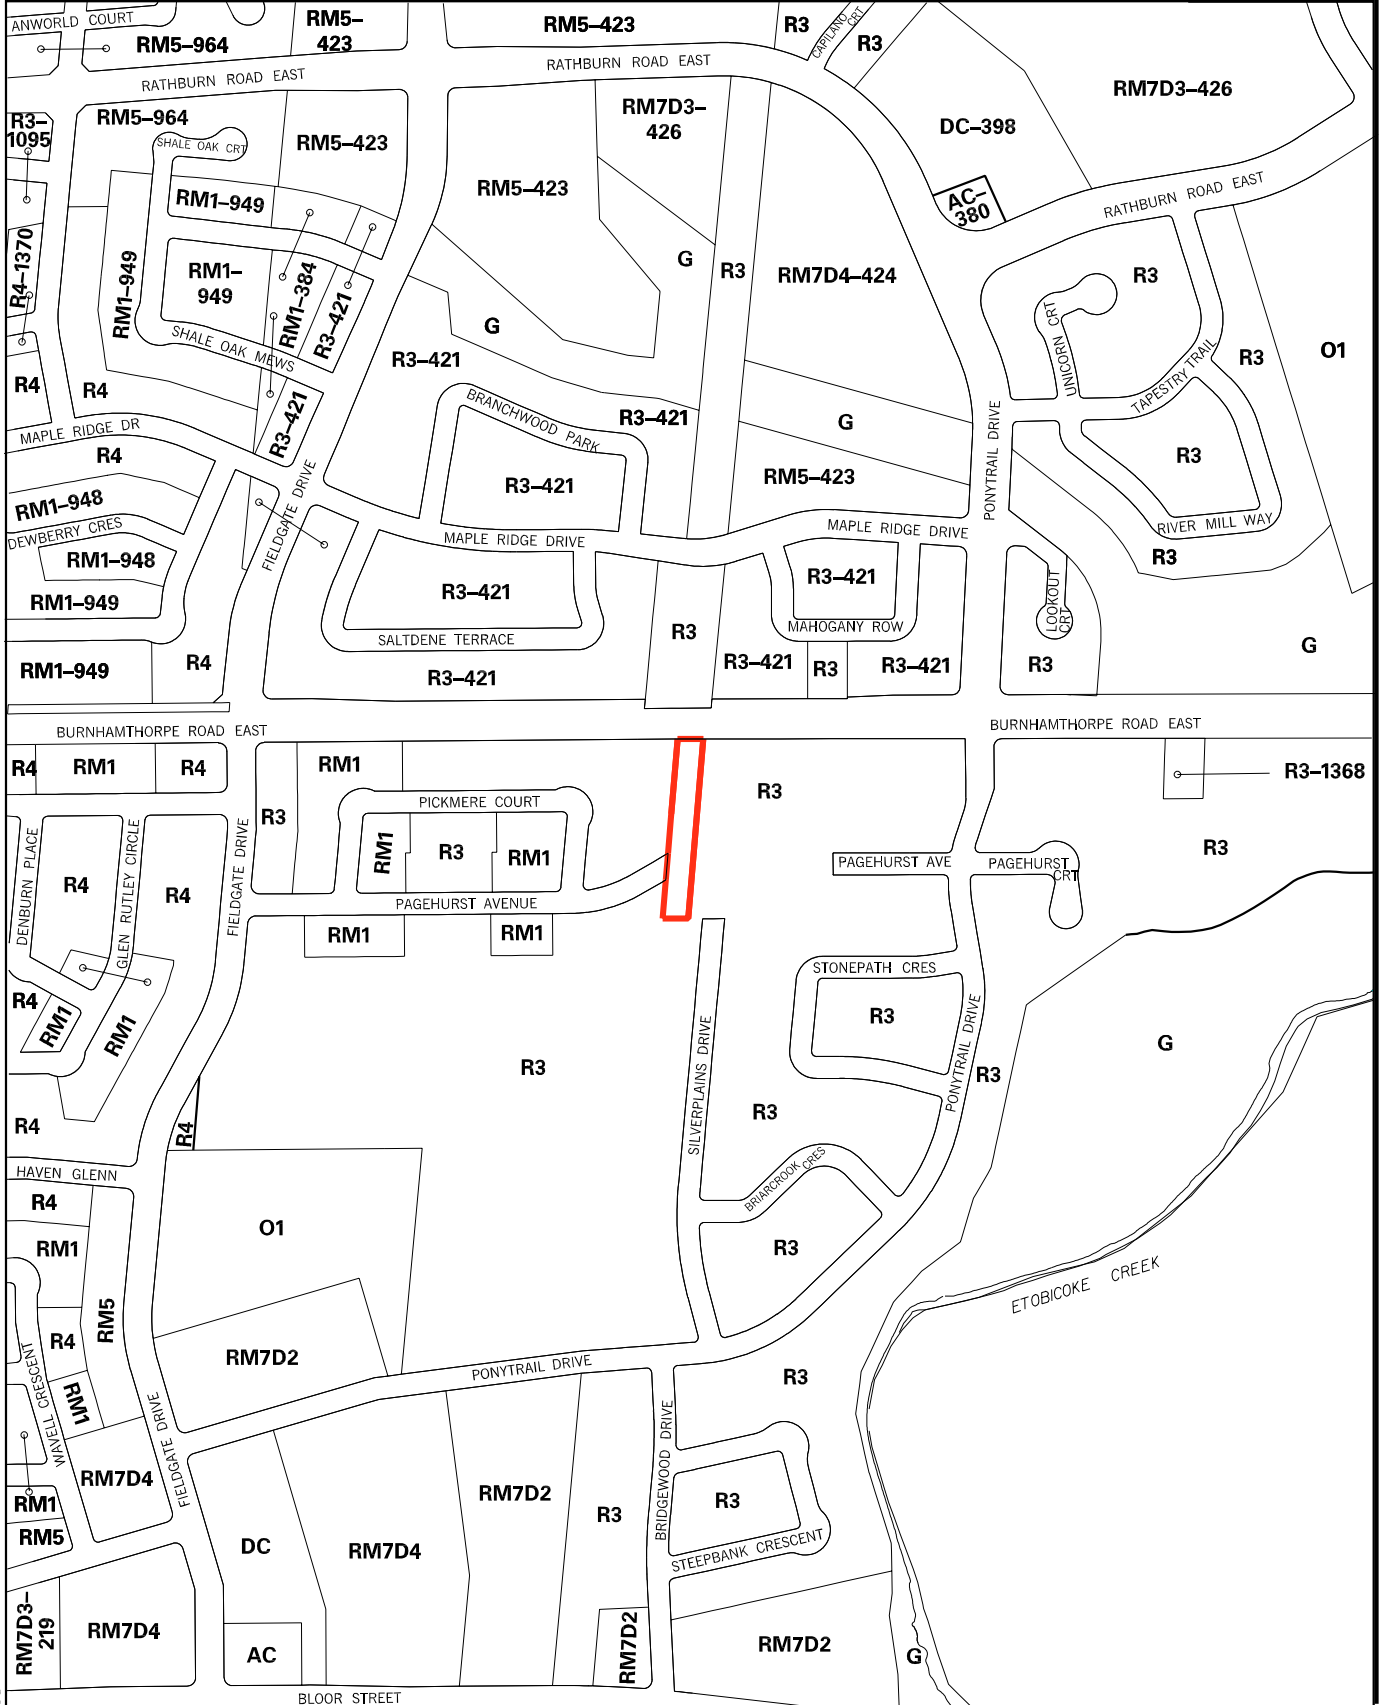 ANWORLD COURT
RM5–964
RM5–
423
RM5–423
R3
CAPILANO CRT
R3
RATHBURN ROAD EAST
RATHBURN ROAD EAST
RM7D3–426
DC–398
R3–
1095
RM5–964
SHALE OAK CRT
RM5–423
RM7D3–
426
RM5–423
RM1–949
AC–
380
RATHBURN ROAD EAST
R4–1370
RM1–949
RM1–
949
RM1–384
R3–421
G
R3
RM7D4–424
R3
UNICORN CRT
TAPESTRY TRAIL
R3
O1
SHALE OAK MEWS
G
R3–421
R4
R4
R3–421
BRANCHWOOD PARK
R3–421
G
PONYTRAIL DRIVE
MAPLE RIDGE DR
R4
R3–421
RM5–423
R3
RM1–948
FIELDGATE DRIVE
DEWBERRY CRES
MAPLE RIDGE DRIVE
MAPLE RIDGE DRIVE
RIVER MILL WAY
R3
RM1–948
RM1–949
R3–421
R3–421
LOOKOUT
CRT
SALTDENE TERRACE
R3
MAHOGANY ROW
G
RM1–949
R4
R3–421
R3–421
R3
R3–421
R3
BURNHAMTHORPE ROAD EAST
BURNHAMTHORPE ROAD EAST
R4
RM1
R4
RM1
R3
R3–1368
R3
PICKMERE COURT
DENBURN PLACE
GLEN RUTLEY CIRCLE
FIELDGATE DRIVE
RM1
R3
RM1
R3
PAGEHURST AVE
PAGEHURST
CRT
R4
R4
PAGEHURST AVENUE
RM1
RM1
STONEPATH CRES
R4
RM1
RM1
R3
PONYTRAIL DRIVE
G
R3
SILVERPLAINS DRIVE
R3
R3
R4
R4
HAVEN GLENN
BRIARCROOK CRES
R4
O1
RM1
R3
ETOBICOKE CREEK
RM5
R4
RM7D2
PONYTRAIL DRIVE
R3
WAVELL CRESCENT
RM1
FIELDGATE DRIVE
BRIDGEWOOD DRIVE
RM7D4
RM7D2
R3
RM1
R3
RM5
DC
RM7D4
STEEPBANK CRESCENT
RM7D3–
219
RM7D4
AC
RM7D2
RM7D2
G
BLOOR STREET